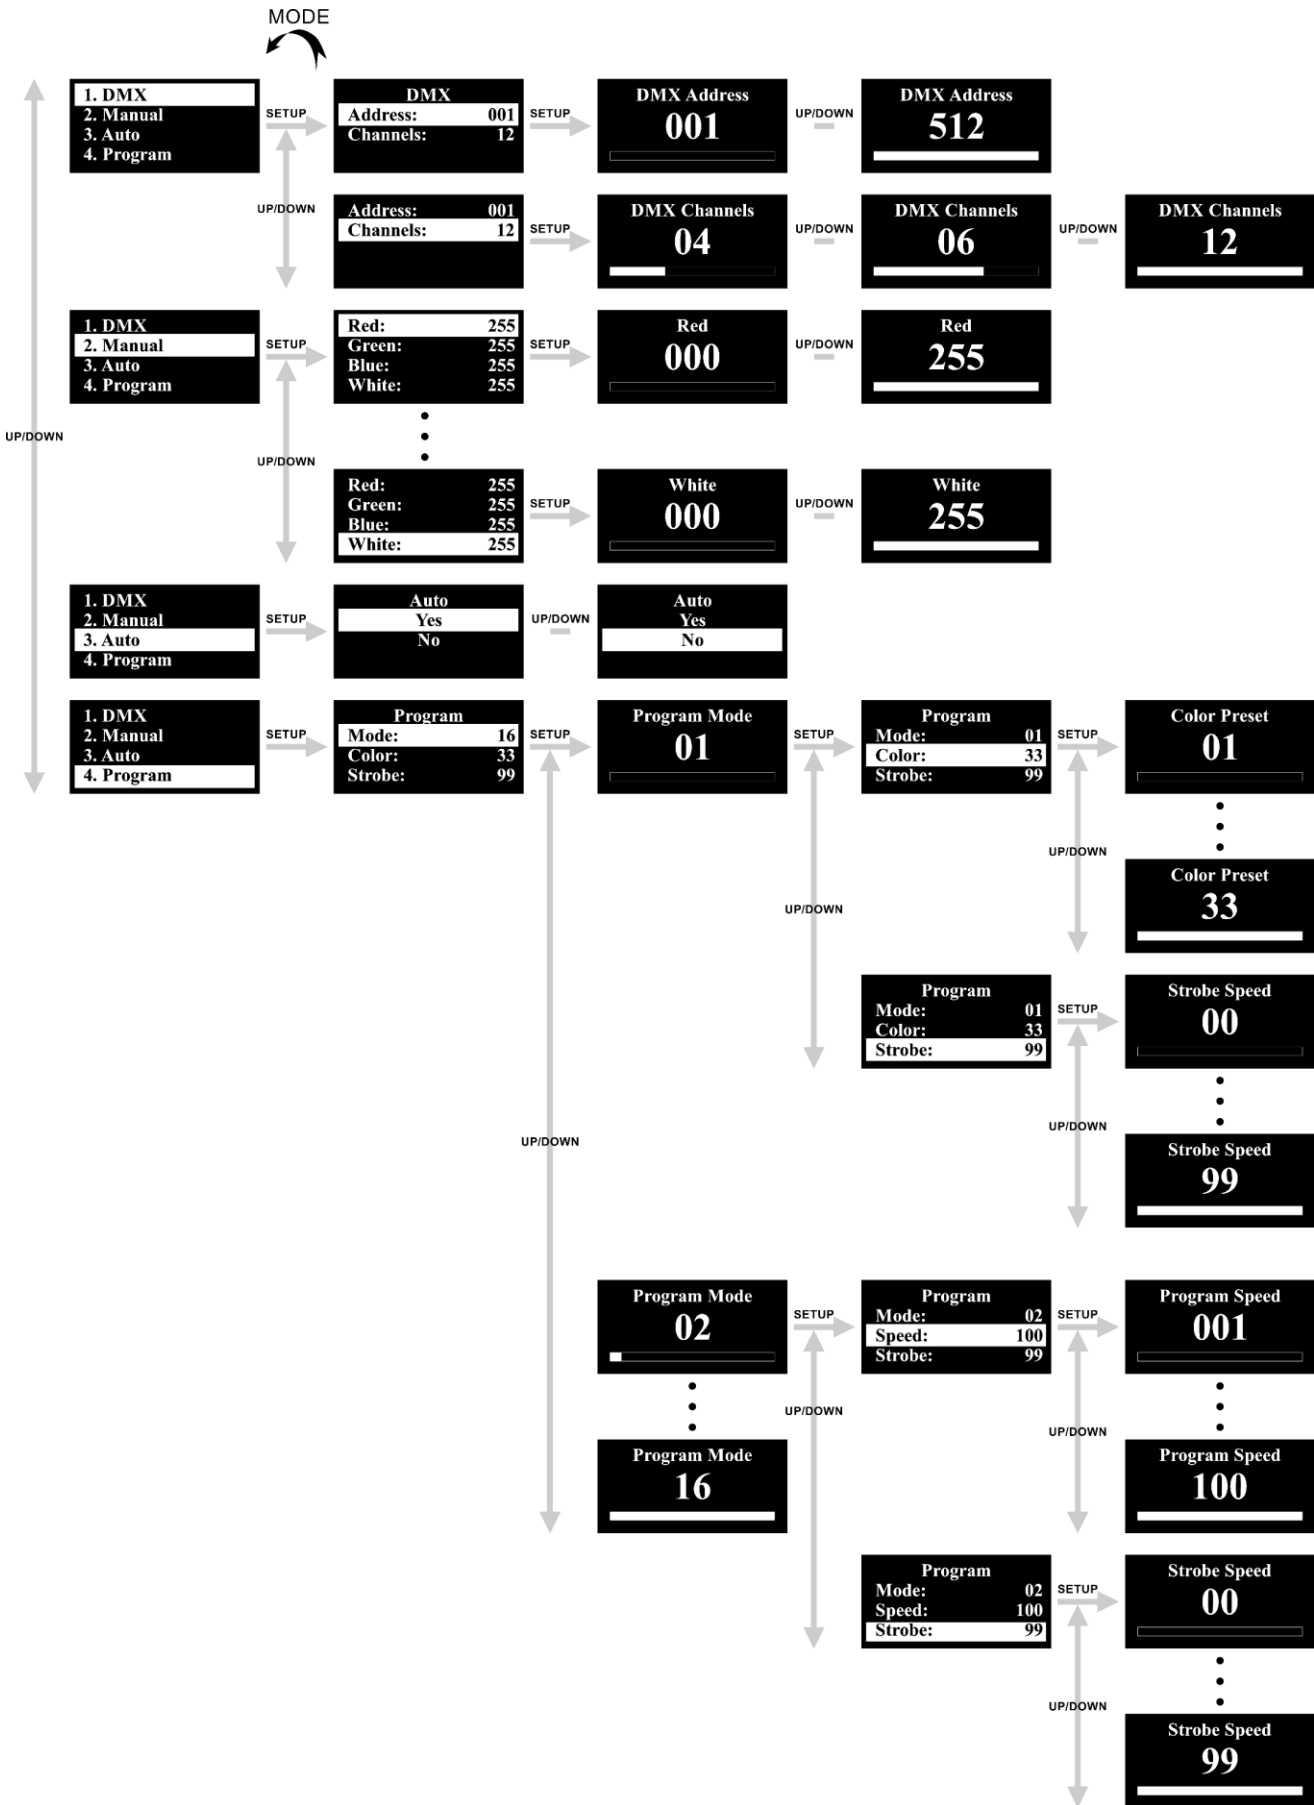 MODE
1. DMX
2. Manual
3. Auto
4. Program
SETUP
DMX
Address: 001
Channels: 12
SETUP
DMX Address
001
UP/DOWN
DMX Address
512
UP/DOWN
Address: 001
Channels: 12
SETUP
DMX Channels
04
UP/DOWN
DMX Channels
06
UP/DOWN
DMX Channels
12
1. DMX
2. Manual
3. Auto
4. Program
SETUP
Red: 255
Green: 255
Blue: 255
White: 255
SETUP
Red
000
UP/DOWN
Red
255
UP/DOWN
UP/DOWN
Red: 255
Green: 255
Blue: 255
White: 255
SETUP
White
000
UP/DOWN
White
255
1. DMX
2. Manual
3. Auto
4. Program
SETUP
Auto
Yes
No
UP/DOWN
Auto
Yes
No
1. DMX
2. Manual
3. Auto
4. Program
SETUP
Program
Mode: 16
Color: 33
Strobe: 99
SETUP
Program Mode
01
SETUP
Program
Mode: 01
Color: 33
Strobe: 99
SETUP
Color Preset
01
UP/DOWN
Color Preset
33
UP/DOWN
Program
Mode: 01
Color: 33
Strobe: 99
SETUP
Strobe Speed
00
UP/DOWN
UP/DOWN
Strobe Speed
99
Program Mode
02
SETUP
Program
Mode: 02
Speed: 100
Strobe: 99
SETUP
Program Speed
001
UP/DOWN
UP/DOWN
Program Mode
16
Program Speed
100
Program
Mode: 02
Speed: 100
Strobe: 99
SETUP
Strobe Speed
00
UP/DOWN
Strobe Speed
99